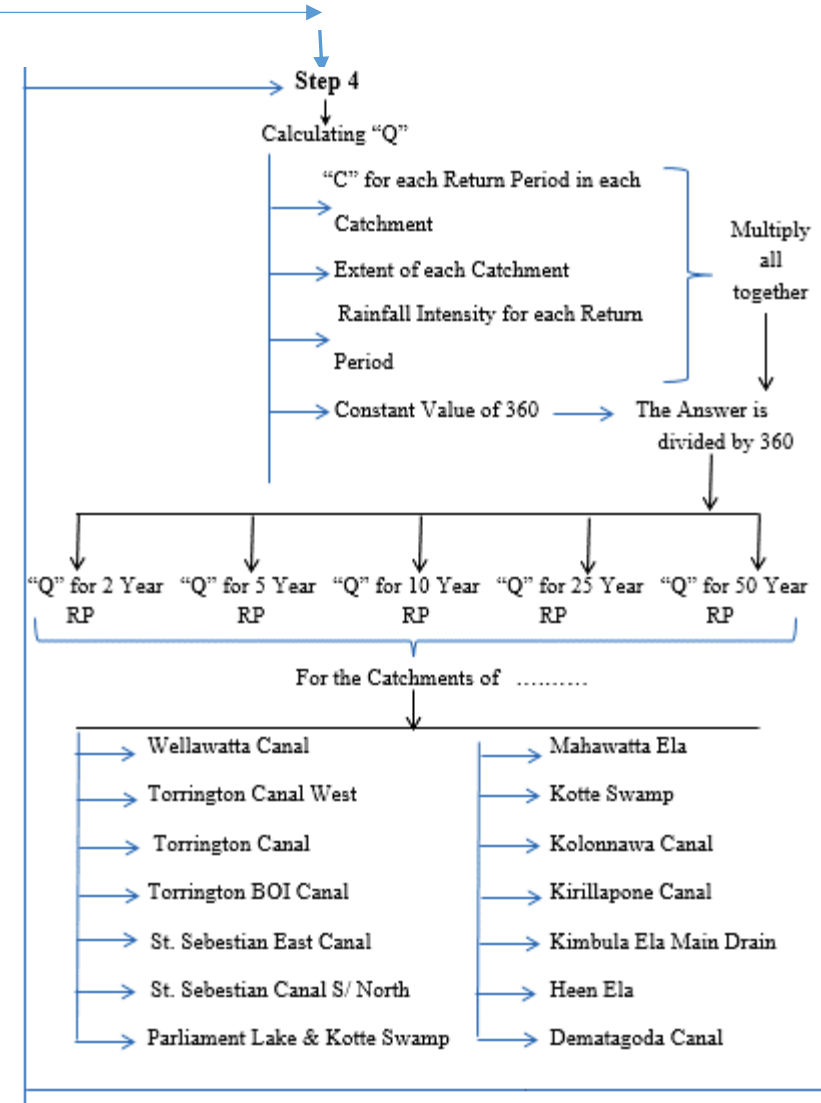 Step 4
Calculating “Q”
“C” for each Return Period in each
Catchment
Extent of each Catchment
Rainfall Intensity for each Return
Period
Constant Value of 360
Multiply
all
together
The Answer is
divided by 360
“Q” for 2 Year
RP
“Q” for 5 Year
RP
“Q” for 10 Year
RP
“Q” for 25 Year
RP
“Q” for 50 Year
RP
For the Catchments of ……….
Wellawatta Canal
Torrington Canal West
Torrington Canal
Torrington BOI Canal
St. Sebestian East Canal
St. Sebestian Canal S/ North
Parliament Lake & Kotte Swamp
Mahawatta Ela
Kotte Swamp
Kolonnawa Canal
Kirillapone Canal
Kimbula Ela Main Drain
Heen Ela
Dematagoda Canal